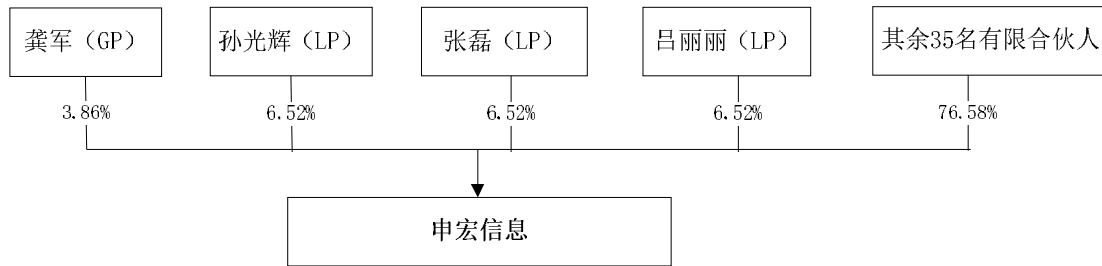 龚军（GP）
孙光辉（LP）
张磊（LP）
吕丽丽（LP）
其余35名有限合伙人
3.86%
6.52%
6.52%
6.52%
76.58%
申宏信息